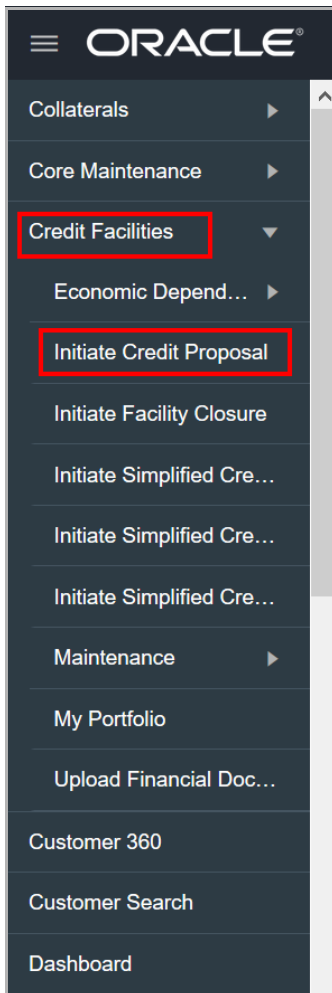 ORACLE®
Collaterals
Core Maintenance
Credit Facilities
Economic Depend...
Initiate Credit Proposal
Initiate Facility Closure
Initiate Simplified Cre...
Initiate Simplified Cre...
Initiate Simplified Cre...
Maintenance
My Portfolio
Upload Financial Doc...
Customer 360
Customer Search
Dashboard